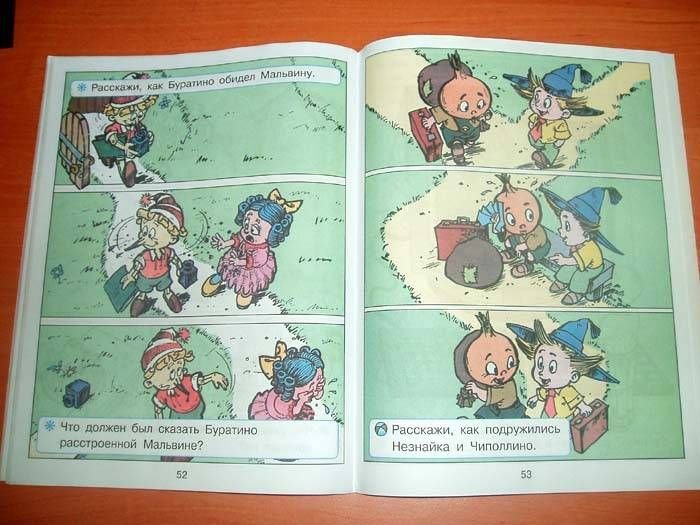 Расскажи, как Буратино обидел Мальвину.
Что должен был сказать Буратино
расстроенной Мальвине?
52
Расскажи, как подружились
Незнайка и Чиполлино.
53